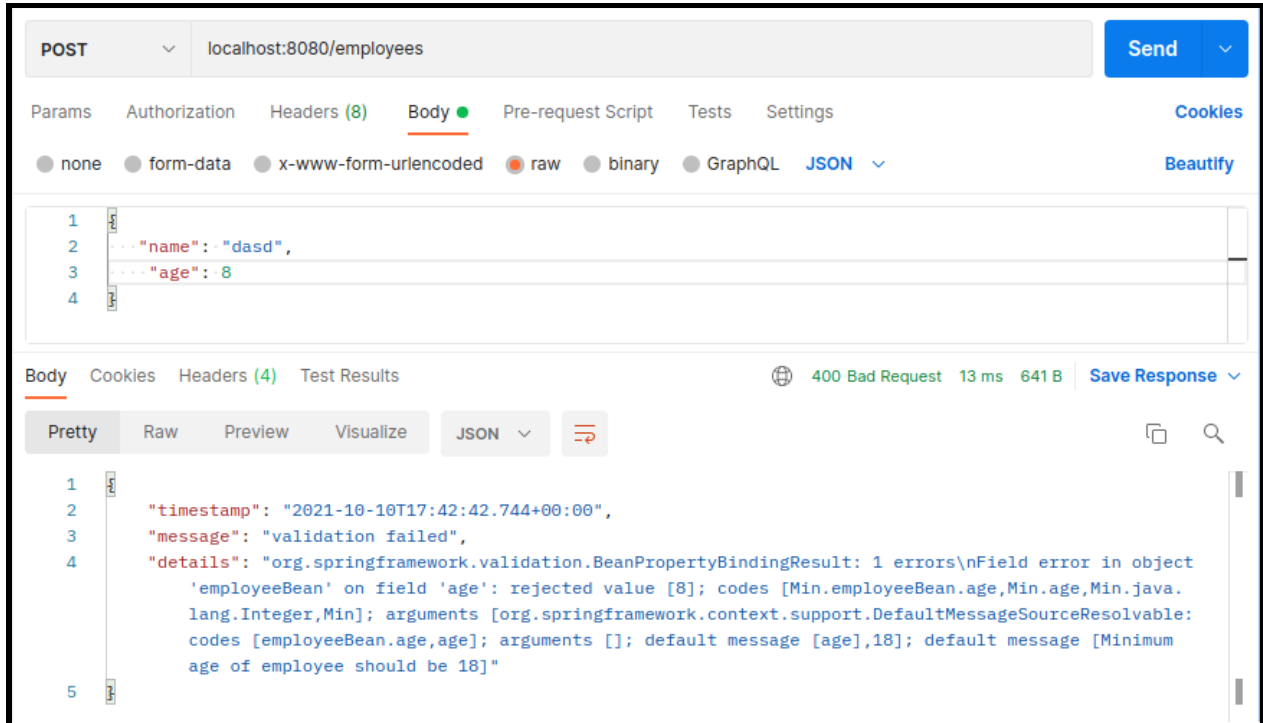 POST localhost:8080/employees Send
Params Authorization Headers (8) Body Pre-request Script Tests Settings Cookies
none form-data x-www-form-urlencoded raw binary GraphQL JSON Beautify
1 {
2 "name": "dasd",
3 "age": 8
4 }
Body Cookies Headers (4) Test Results 400 Bad Request 13 ms 641 B Save Response
Pretty Raw Preview Visualize JSON
1 {
2 "timestamp": "2021-10-10T17:42:42.744+00:00",
3 "message": "validation failed",
4 "details": "org.springframework.validation.BeanPropertyBindingResult: 1 errors\nField error in object
'employeeBean' on field 'age': rejected value [8]; codes [Min.employeeBean.age,Min.age,Min.java.
lang.Integer,Min]; arguments [org.springframework.context.support.DefaultMessageSourceResolvable:
codes [employeeBean.age,age]; arguments []; default message [age],18]; default message [Minimum
age of employee should be 18]"
5 }